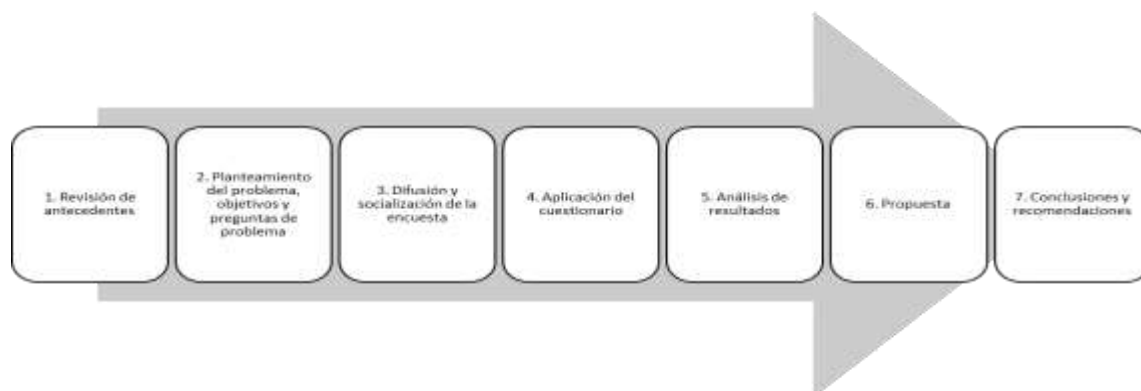 1. Revisión de
antecedentes
2. Planteamiento
del problema,
objetivos y
preguntas de
problema
3. Difusión y
socialización de la
encuesta
4. Aplicación del
cuestionario
5. Análisis de
resultados
6. Propuesta
7. Conclusiones y
recomendaciones